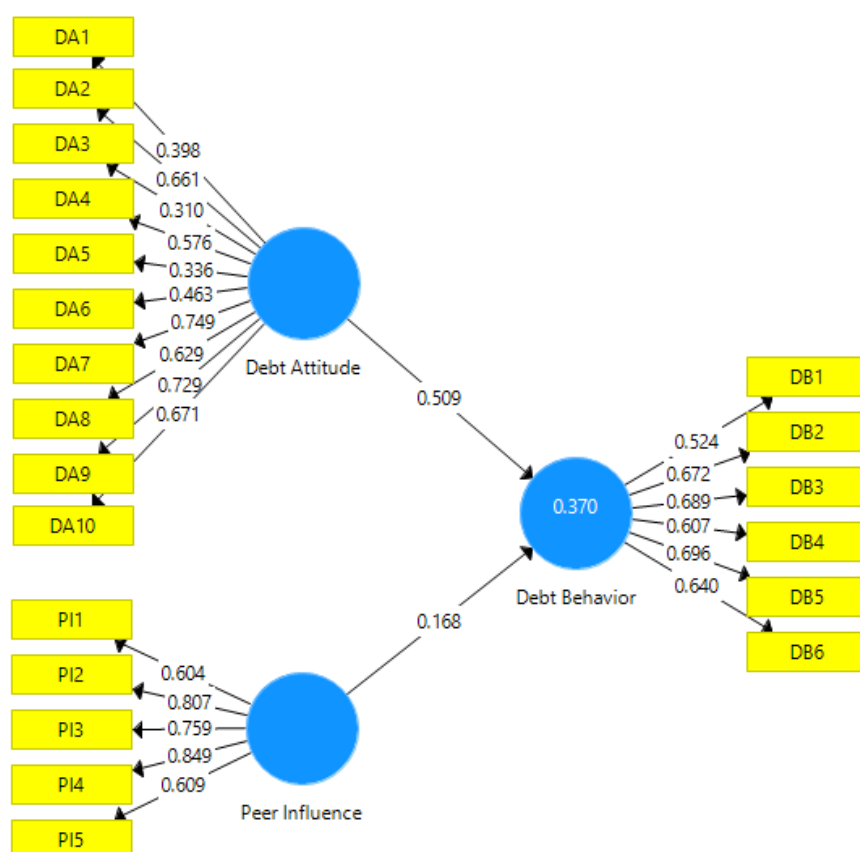 DA1
DA2
DA3
DA4
DA5
DA6
DA7
DA8
DA9
DA10
0.398
0.661
0.310
0.576
0.336
0.463
0.749
0.629
0.729
0.671
Debt Attitude
0.509
PI1
PI2
PI3
PI4
PI5
0.604
0.807
0.759
0.849
0.609
Peer Influence
0.168
0.370
Debt Behavior
0.524
0.672
0.689
0.607
0.696
0.640
DB1
DB2
DB3
DB4
DB5
DB6